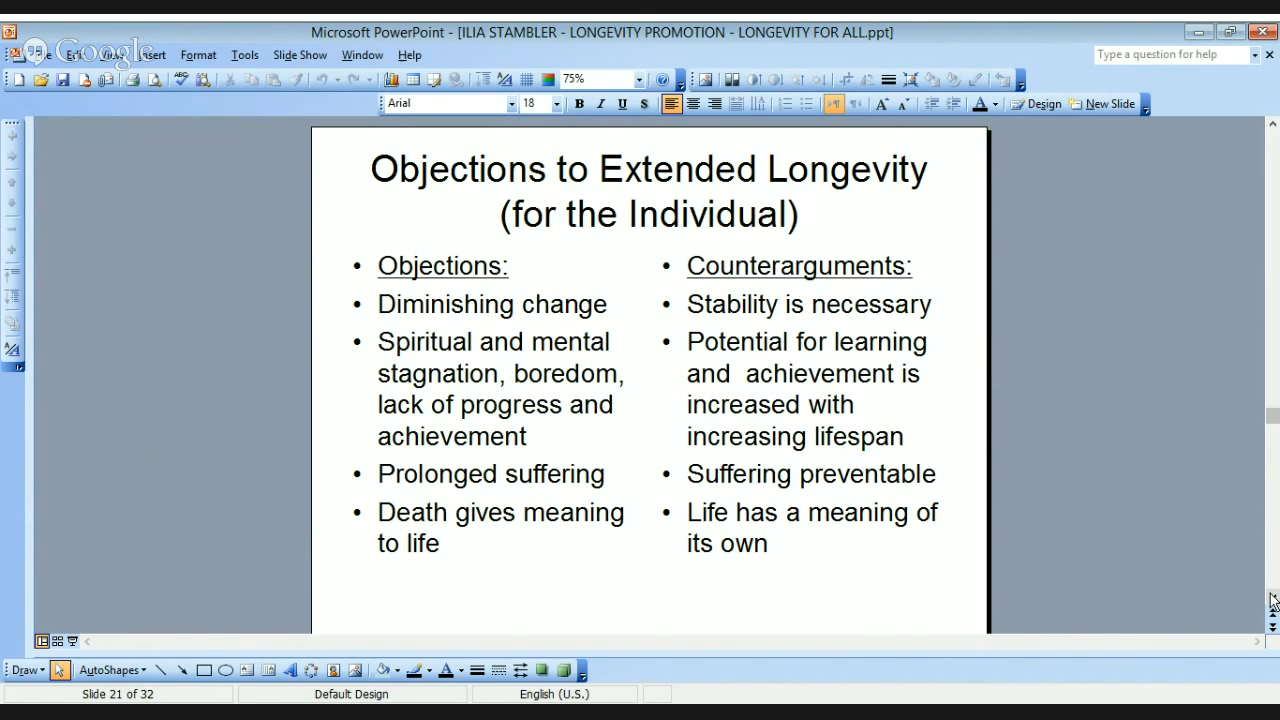 Microsoft PowerPoint - [ILIA STAMBLER - LONGEVITY PROMOTION - LONGEVITY FOR ALL.ppt]
Google
Insert Format Tools Slide Show Window Help
Type a question for help
75%
Arial 18 B I U S Design New Slide
Objections to Extended Longevity
(for the Individual)
• Objections:
• Diminishing change
• Spiritual and mental
stagnation, boredom,
lack of progress and
achievement
• Prolonged suffering
• Death gives meaning
to life
• Counterarguments:
• Stability is necessary
• Potential for learning
and achievement is
increased with
increasing lifespan
• Suffering preventable
• Life has a meaning of
its own
Draw AutoShapes
Slide 21 of 32 Default Design English (U.S.)